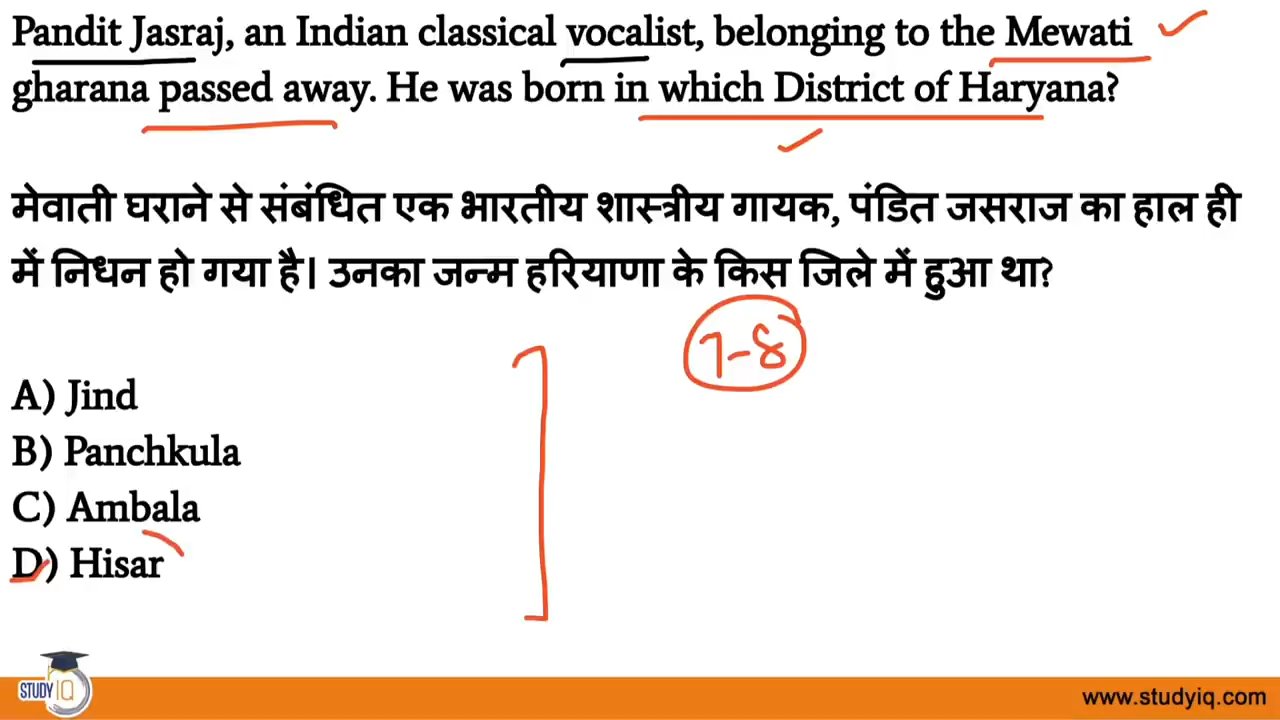 Pandit Jasraj, an Indian classical vocalist, belonging to the Mewati
gharana passed away. He was born in which District of Haryana?
मेवाती घराने से संबंधित एक भारतीय शास्त्रीय गायक, पंडित जसराज का हाल ही
में निधन हो गया है। उनका जन्म हरियाणा के किस जिले में हुआ था?
7-8
A) Jind
B) Panchkula
C) Ambala
D) Hisar
STUDY IQ
www.studyiq.com